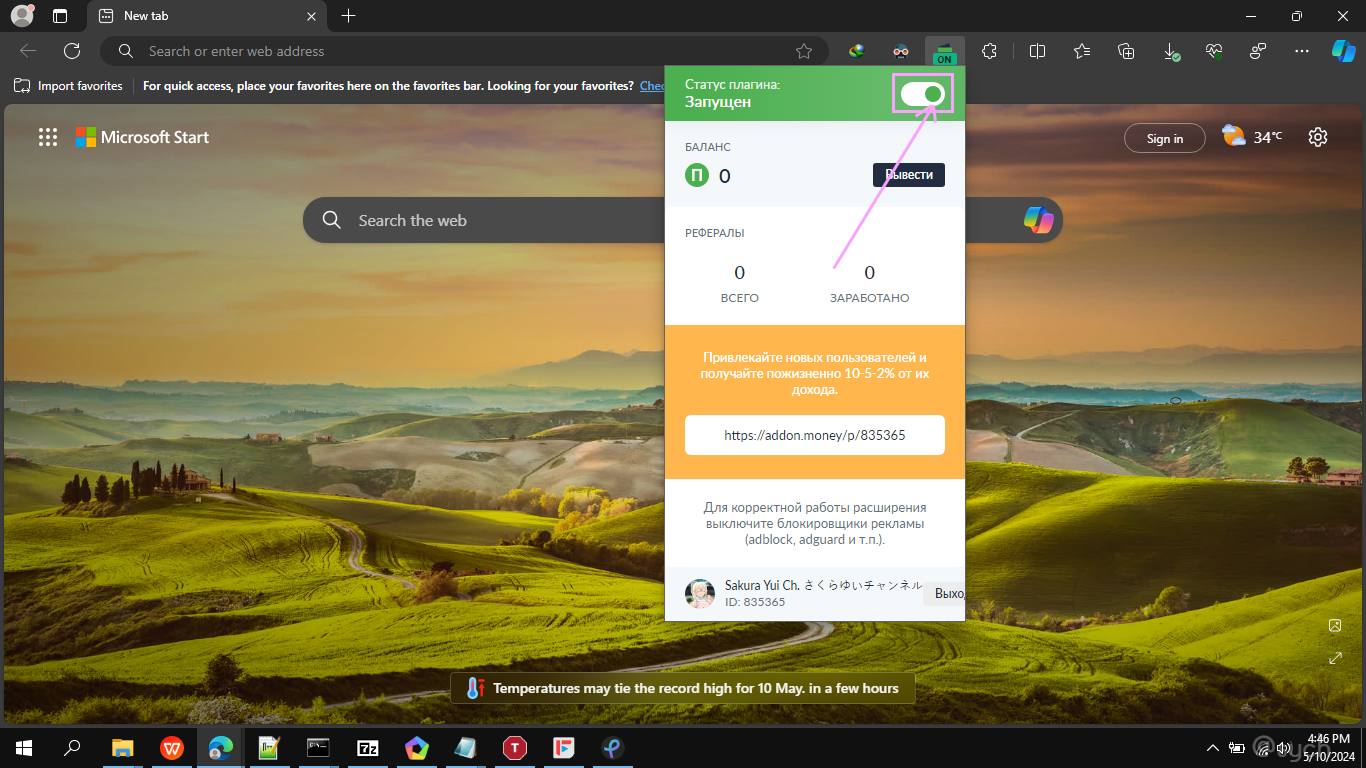 New tab
Search or enter web address
ON
Import favorites
For quick access, place your favorites here on the favorites bar. Looking for your favorites?
Статус плагина:
Запущен
Microsoft Start
Sign in
34°C
БАЛАНС
П 0
Вывести
Search the web
РЕФЕРАЛЫ
0 0
ВСЕГО ЗАРАБОТАНО
Привлекайте новых пользователей и
получайте пожизненно 10-5-2% от их
дохода.
https://addon.money/p/835365
Для корректной работы расширения
выключите блокировщики рекламы
(adblock, adguard и т.п.).
Sakura Yui Ch. さくらゆいチャンネル
ID: 835365
Temperatures may tie the record high for 10 May. in a few hours
7z
T
4:46 PM
5/10/2024